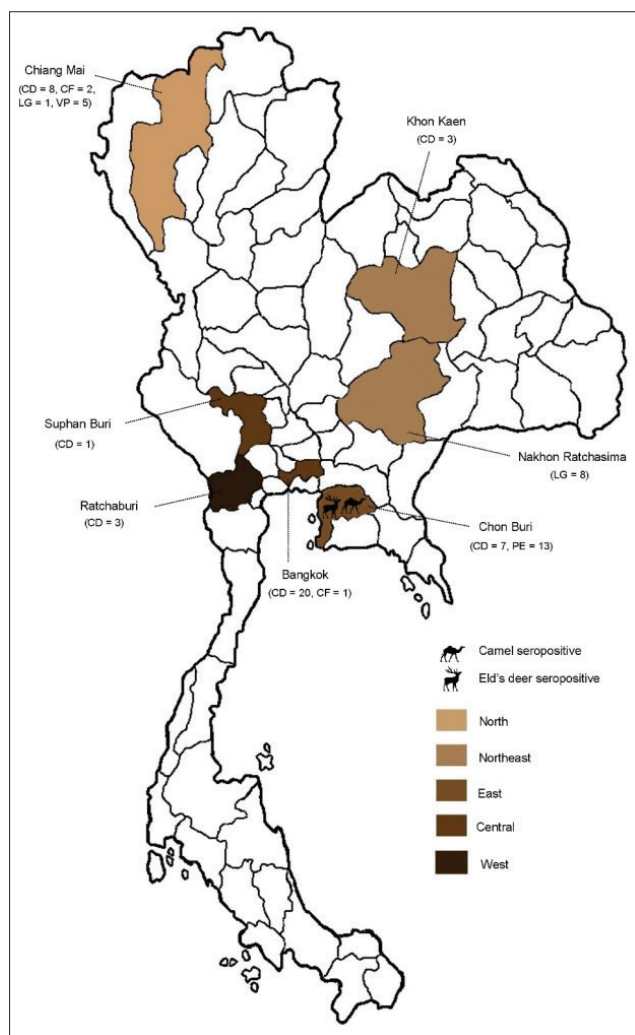 Chiang Mai
(CD = 8, CF = 2,
LG = 1, VP = 5)
Khon Kaen
(CD = 3)
Suphan Buri
(CD = 1)
Nakhon Ratchasima
(LG = 8)
Ratchaburi
(CD = 3)
Chon Buri
(CD = 7, PE = 13)
Bangkok
(CD = 20, CF = 1)
Camel seropositive
Eld's deer seropositive
North
Northeast
East
Central
West